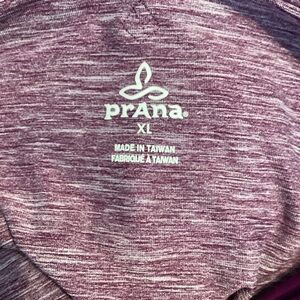 prAna®
XL
MADE IN TAIWAN
FABRIQUÉ À TAIWAN